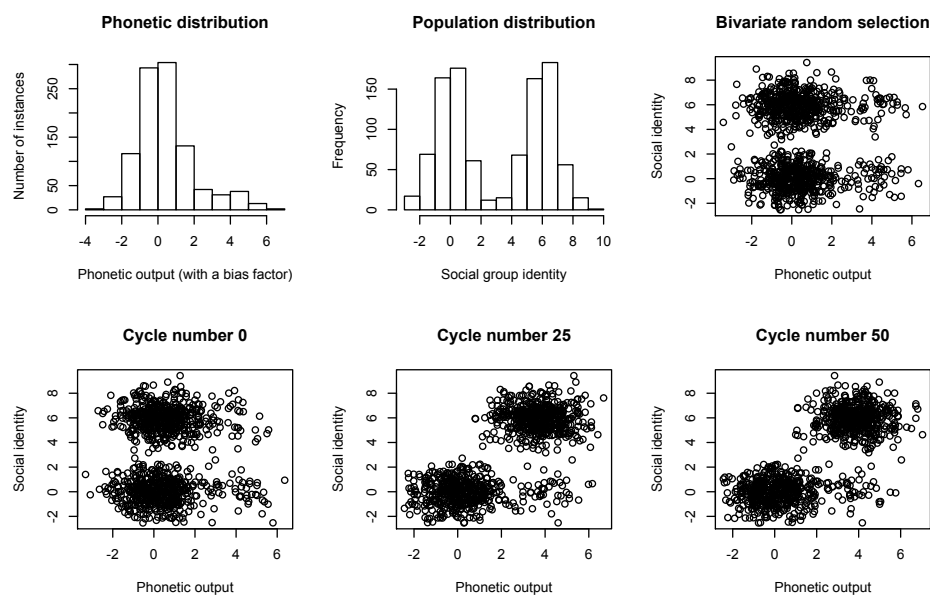 Phonetic distribution
Number of instances
50
150
250
-4 -2 0 2 4 6
Phonetic output (with a bias factor)
Population distribution
Frequency
0 50 100 150
-2 0 2 4 6 8 10
Social group identity
Bivariate random selection
Social identity
-2 0 2 4 6 8
-2 0 2 4 6
Phonetic output
Cycle number 0
Social identity
-2 0 2 4 6 8
-2 0 2 4 6
Phonetic output
Cycle number 25
Social identity
-2 0 2 4 6 8
-2 0 2 4 6
Phonetic output
Cycle number 50
Social identity
-2 0 2 4 6 8
-2 0 2 4 6
Phonetic output